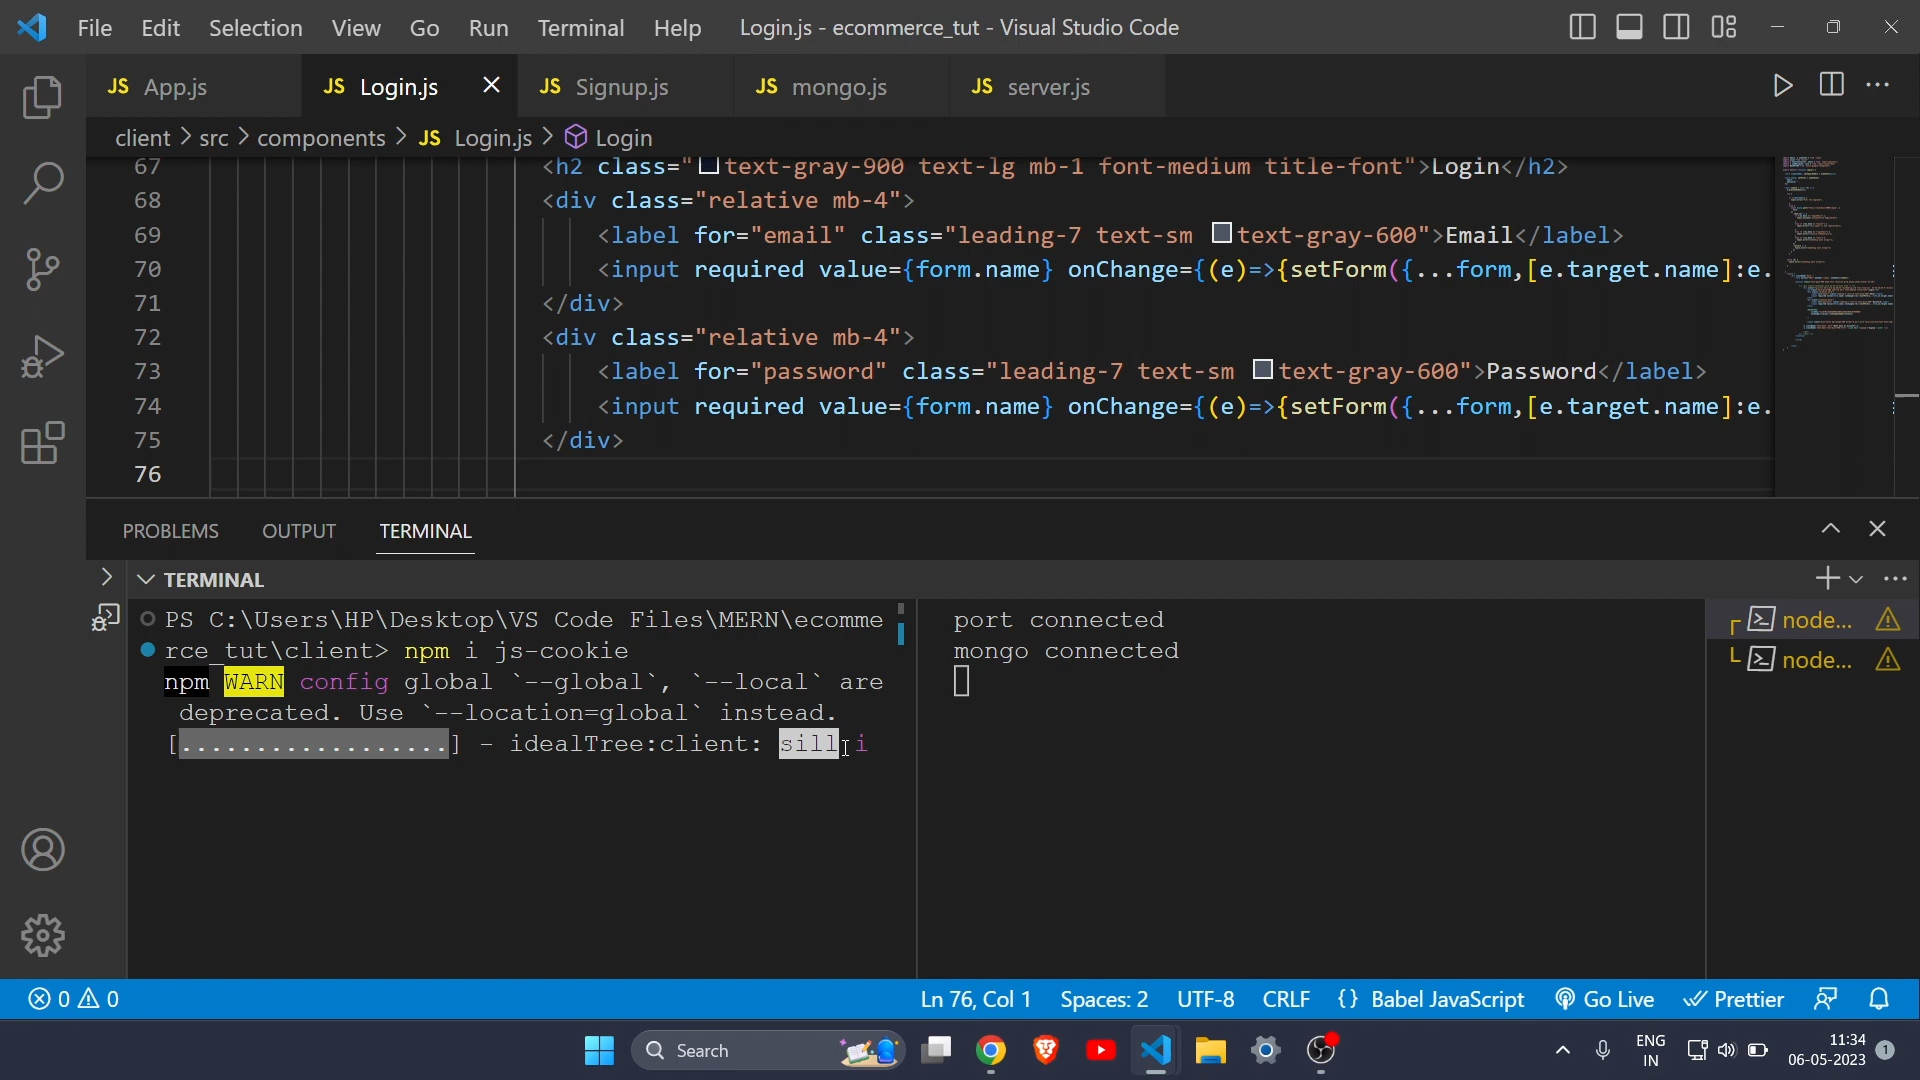 File Edit Selection View Go Run Terminal Help Login.js - ecommerce_tut - Visual Studio Code
JS App.js JS Login.js JS Signup.js JS mongo.js JS server.js
client > src > components > JS Login.js > Login
67 <h2 class="text-gray-900 text-lg mb-1 font-medium title-font">Login</h2>
68 <div class="relative mb-4">
69 <label for="email" class="leading-7 text-sm text-gray-600">Email</label>
70 <input required value={form.name} onChange={(e)=>{setForm({...form,[e.target.name]:e.
71 </div>
72 <div class="relative mb-4">
73 <label for="password" class="leading-7 text-sm text-gray-600">Password</label>
74 <input required value={form.name} onChange={(e)=>{setForm({...form,[e.target.name]:e.
75 </div>
76
PROBLEMS OUTPUT TERMINAL
TERMINAL
PS C:\Users\HP\Desktop\VS Code Files\MERN\ecomme
rce_tut\client> npm i js-cookie
npm WARN config global `--global`, `--local` are
deprecated. Use `--location=global` instead.
[..................] - idealTree:client: sill i
port connected
mongo connected
node...
node...
0 0 Ln 76, Col 1 Spaces: 2 UTF-8 CRLF {} Babel JavaScript Go Live Prettier
Search
ENG
IN
11:34
06-05-2023
1